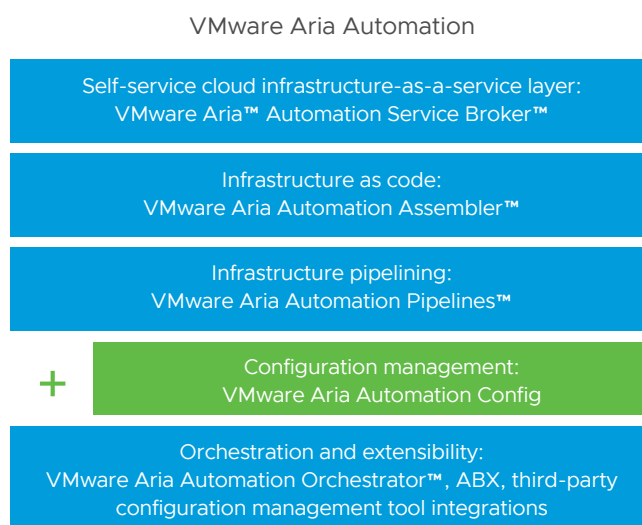 VMware Aria Automation
Self-service cloud infrastructure-as-a-service layer:
VMware Aria™ Automation Service Broker™
Infrastructure as code:
VMware Aria Automation Assembler™
Infrastructure pipelining:
VMware Aria Automation Pipelines™
+
Configuration management:
VMware Aria Automation Config
Orchestration and extensibility:
VMware Aria Automation Orchestrator™, ABX, third-party
configuration management tool integrations